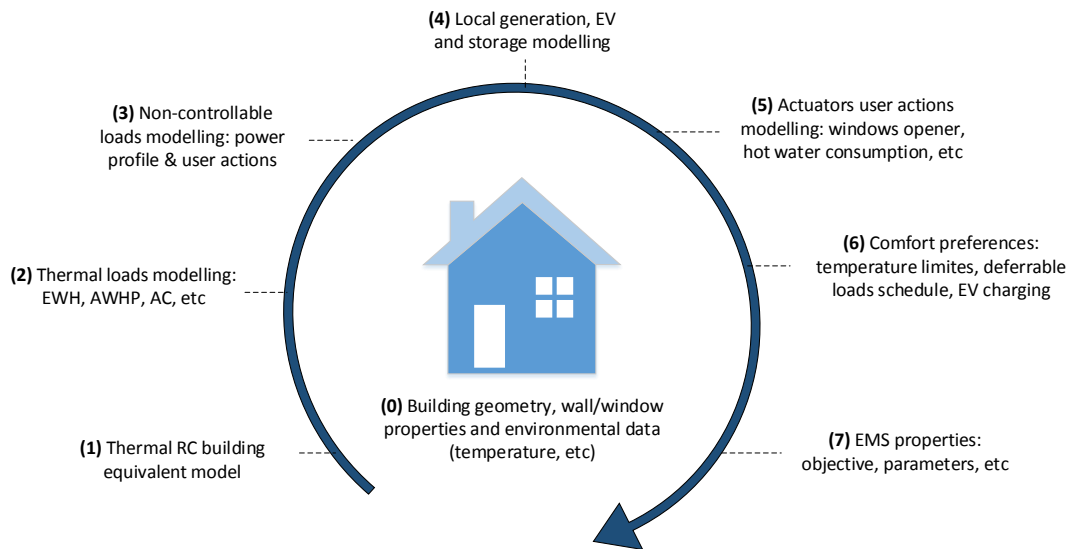 (0) Building geometry, wall/window
properties and environmental data
(temperature, etc)
(1) Thermal RC building
equivalent model
(2) Thermal loads modelling:
EWH, AWHP, AC, etc
(3) Non-controllable
loads modelling: power
profile & user actions
(4) Local generation, EV
and storage modelling
(5) Actuators user actions
modelling: windows opener,
hot water consumption, etc
(6) Comfort preferences:
temperature limites, deferrable
loads schedule, EV charging
(7) EMS properties:
objective, parameters, etc